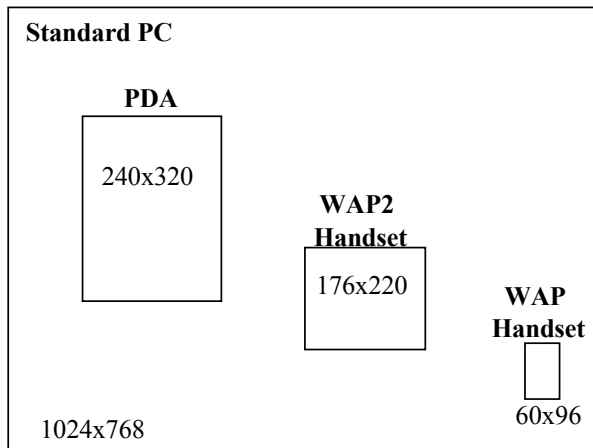 Standard PC
PDA
240x320
WAP2
Handset
176x220
WAP
Handset
60x96
1024x768